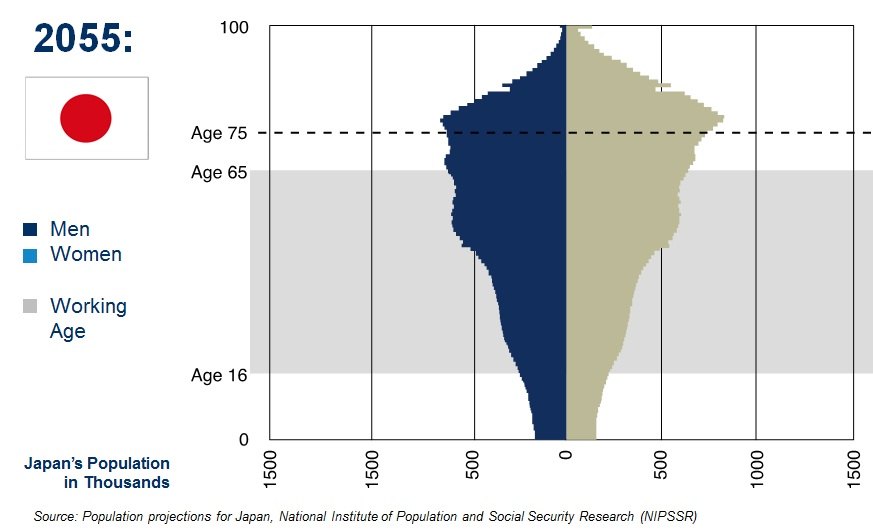 2055:
100
Age 75
Age 65
Men
Women
Working
Age
Age 16
0
1500
1500
500
0
500
1000
1500
Japan's Population
in Thousands
Source: Population projections for Japan, National Institute of Population and Social Security Research (NIPSSR)